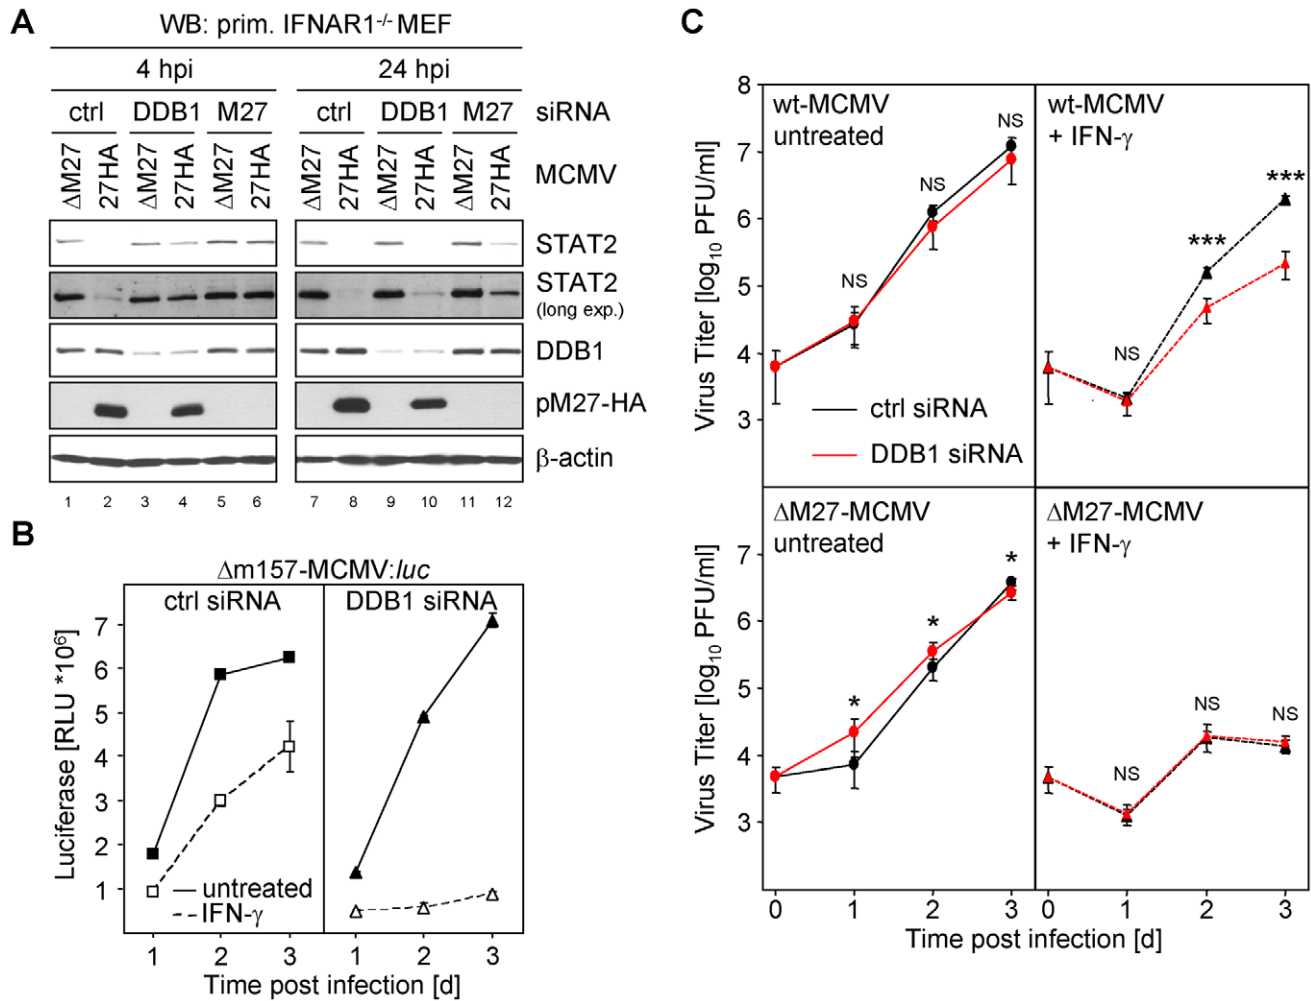 A
WB: prim. IFNAR1-/- MEF
4 hpi 24 hpi
ctrl DDB1 M27 ctrl DDB1 M27 siRNA
ΔM27 27HA ΔM27 27HA ΔM27 27HA ΔM27 27HA ΔM27 27HA ΔM27 27HA MCMV
STAT2
STAT2
(long exp.)
DDB1
pM27-HA
β-actin
1 2 3 4 5 6 7 8 9 10 11 12
B
Δm157-MCMV:luc
ctrl siRNA DDB1 siRNA
Luciferase [RLU *10⁶]
7
6
5
4
3
2
1
untreated
IFN-γ
1 2 3 1 2 3
Time post infection [d]
C
wt-MCMV
untreated
NS
NS
NS
ctrl siRNA
DDB1 siRNA
wt-MCMV
+ IFN-γ
NS
***
***
Virus Titer [log₁₀ PFU/ml]
8
7
6
5
4
3
ΔM27-MCMV
untreated
*
*
*
ΔM27-MCMV
+ IFN-γ
NS
NS
NS
Virus Titer [log₁₀ PFU/ml]
7
6
5
4
3
0 1 2 3 0 1 2 3
Time post infection [d]